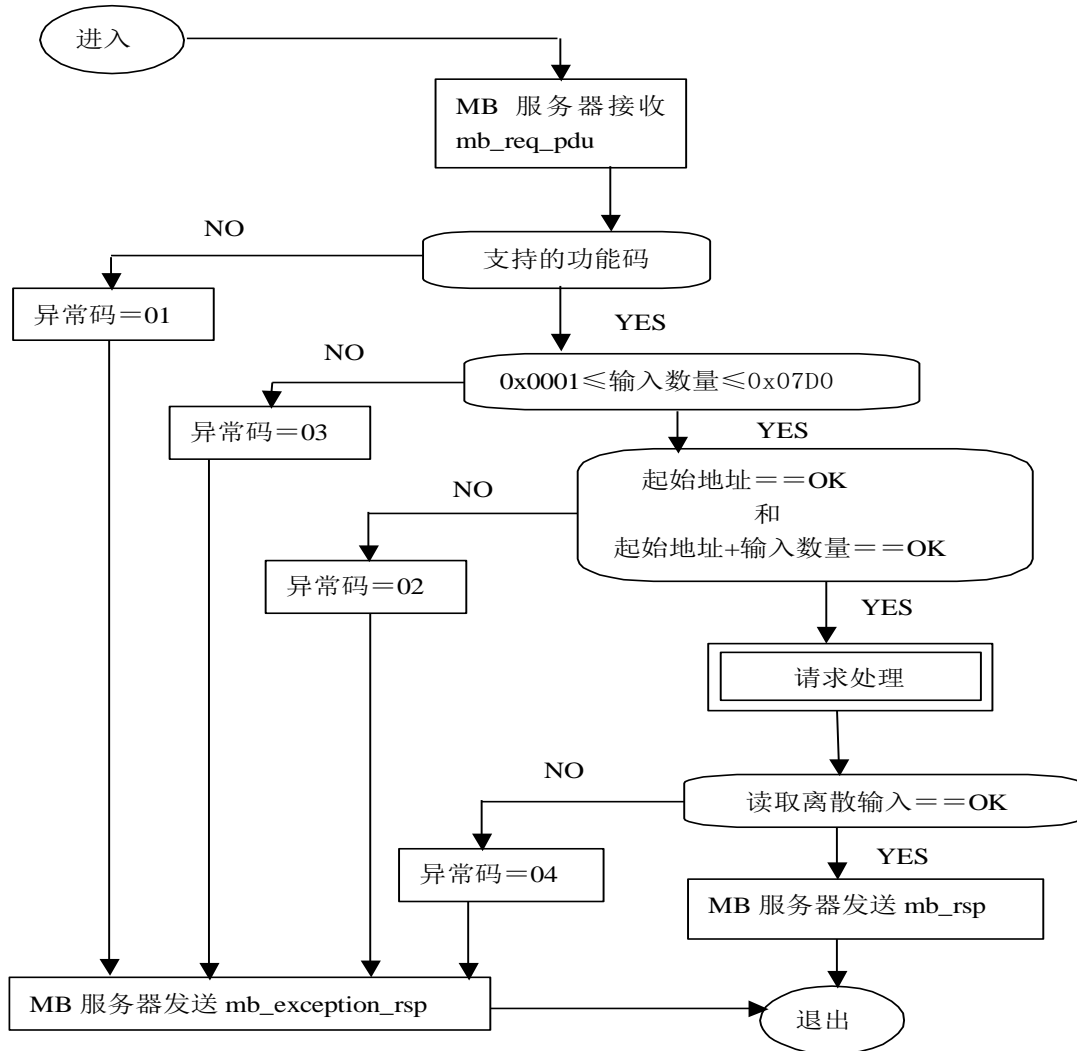 进入
MB 服务器接收
mb_req_pdu
NO
支持的功能码
异常码＝01
YES
NO
0x0001≤输入数量≤0x07D0
异常码＝03
YES
起始地址＝＝OK
NO
和
起始地址+输入数量＝＝OK
异常码＝02
YES
请求处理
NO
读取离散输入＝＝OK
YES
异常码＝04
MB 服务器发送 mb_rsp
MB 服务器发送 mb_exception_rsp
退出